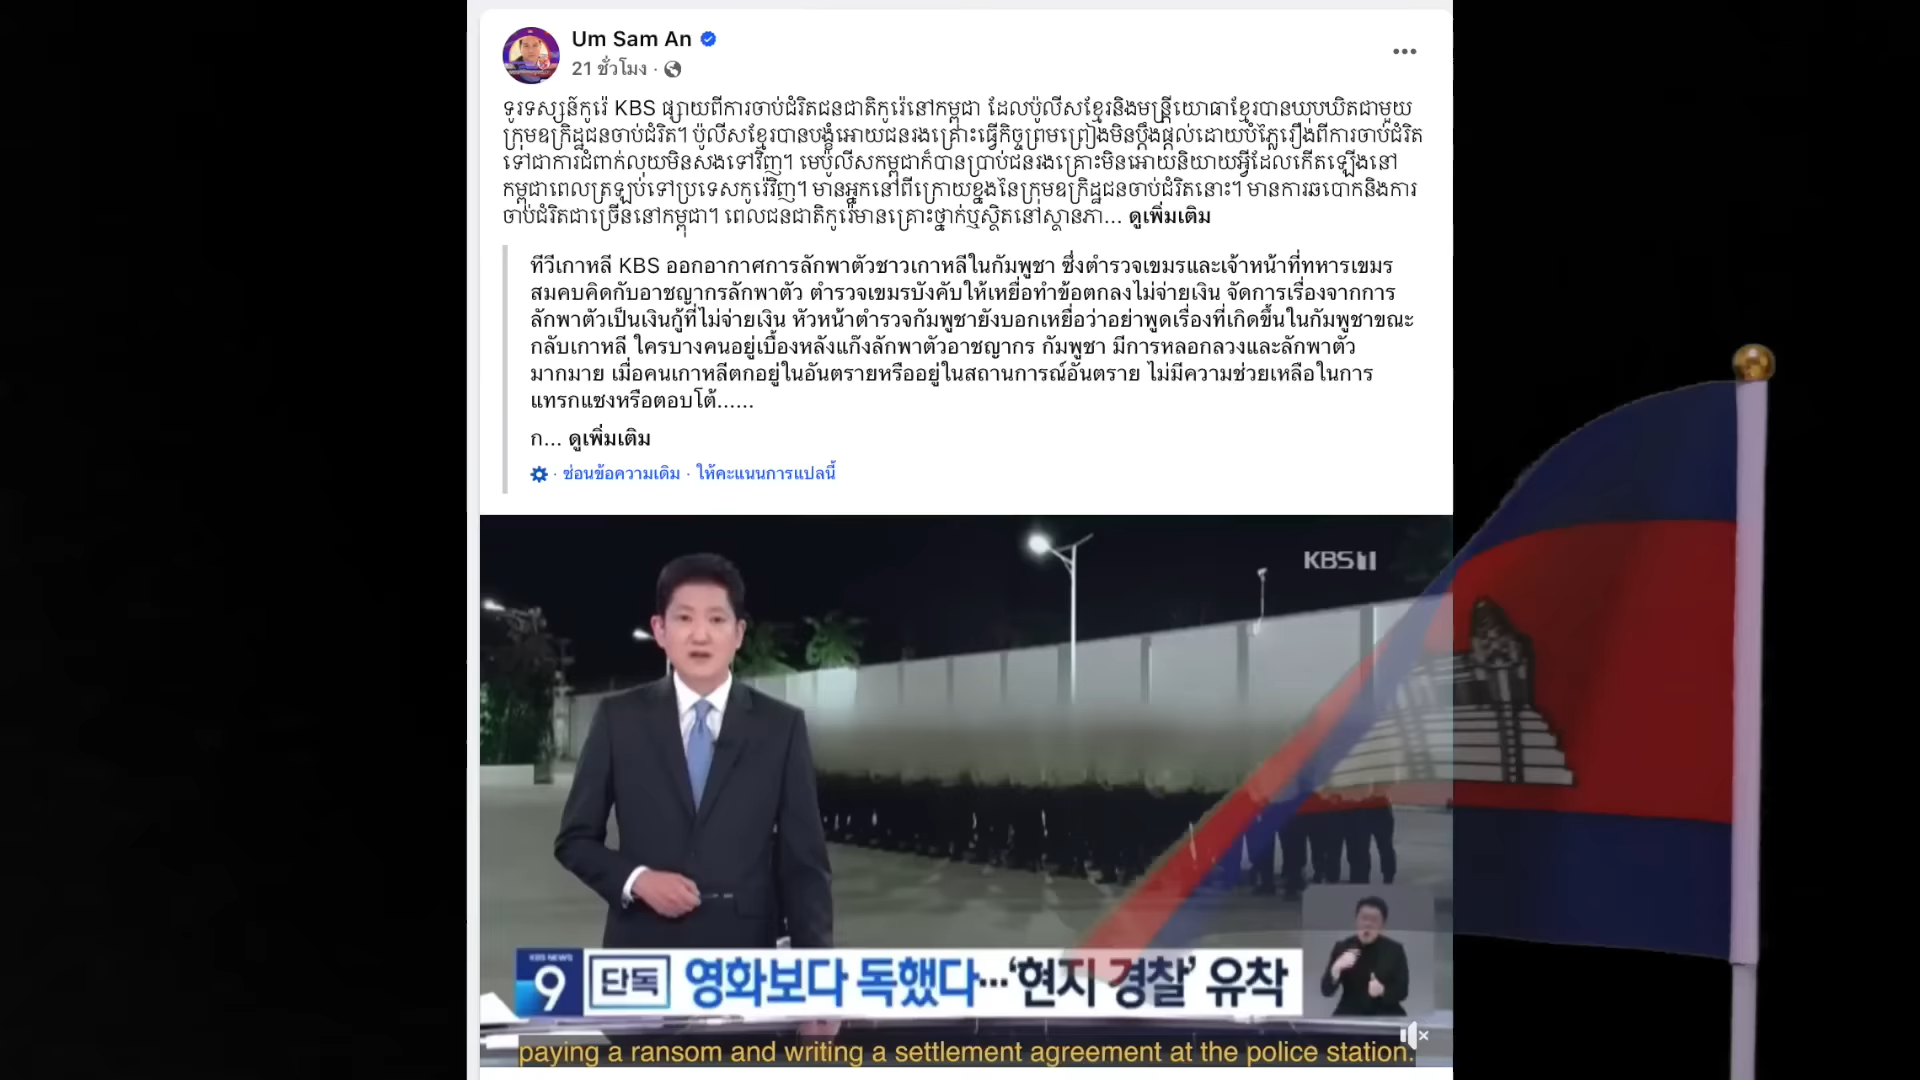 Um Sam An
21 ชั่วโมง ·
ទូរទស្សន៍កូរ៉េ KBS ផ្សាយពីការចាប់ជំរិតជនជាតិកូរ៉េនៅកម្ពុជា ដែលប៉ូលីសខ្មែរនិងមន្ត្រីយោធាខ្មែរបានឃុបឃិតជាមួយ
ក្រុមឧក្រិដ្ឋជនចាប់ជំរិត។ ប៉ូលីសខ្មែរបានបង្ខំអោយជនរងគ្រោះធ្វើកិច្ចព្រមព្រៀងមិនប្តឹងផ្តល់ដោយបំភ្លៃរឿងពីការចាប់ជំរិត
ទៅជាការជំពាក់លុយមិនសងទៅវិញ។ មេប៉ូលីសកម្ពុជាក៏បានប្រាប់ជនរងគ្រោះមិនអោយនិយាយអ្វីដែលកើតឡើងនៅ
កម្ពុជាពេលត្រឡប់ទៅប្រទេសកូរ៉េវិញ។ មានអ្នកនៅពីក្រោយខ្នងនៃក្រុមឧក្រិដ្ឋជនចាប់ជំរិតនោះ។ មានការឆបោកនិងការ
ចាប់ជំរិតជាច្រើននៅកម្ពុជា។ ពេលជនជាតិកូរ៉េមានគ្រោះថ្នាក់ឬស្ថិតនៅស្ថានភា... ดูเพิ่มเติม
ทีวีเกาหลี KBS ออกอากาศการลักพาตัวชาวเกาหลีในกัมพูชา ซึ่งตำรวจเขมรและเจ้าหน้าที่ทหารเขมร
สมคบคิดกับอาชญากรลักพาตัว ตำรวจเขมรบังคับให้เหยื่อทำข้อตกลงไม่จ่ายเงิน จัดการเรื่องจากการ
ลักพาตัวเป็นเงินกู้ที่ไม่จ่ายเงิน หัวหน้าตำรวจกัมพูชายังบอกเหยื่อว่าอย่าพูดเรื่องที่เกิดขึ้นในกัมพูชาขณะ
กลับเกาหลี ใครบางคนอยู่เบื้องหลังแก๊งลักพาตัวอาชญากร กัมพูชา มีการหลอกลวงและลักพาตัว
มากมาย เมื่อคนเกาหลีตกอยู่ในอันตรายหรืออยู่ในสถานการณ์อันตราย ไม่มีความช่วยเหลือในการ
แทรกแซงหรือตอบโต้......
ก... ดูเพิ่มเติม
· ซ่อนข้อความเดิม · ให้คะแนนการแปลนี้
KBS 1
KBS NEWS
9 단독 영화보다 독했다…‘현지 경찰’ 유착
paying a ransom and writing a settlement agreement at the police station.